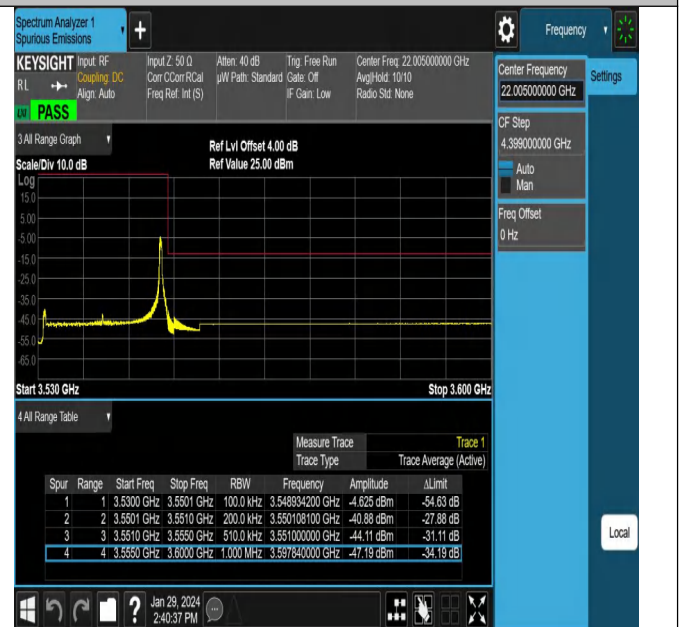 Spectrum Analyzer 1
Spurious Emissions
+
Frequency
KEYSIGHT
RL
Input: RF
Coupling: DC
Align: Auto
Input Z: 50 Ω
Corr CCorr RCal
Freq Ref: Int (S)
Atten: 40 dB
µW Path: Standard
Trig: Free Run
Gate: Off
IF Gain: Low
Center Freq: 22.005000000 GHz
Avg|Hold: 10/10
Radio Std: None
PASS
Center Frequency
22.005000000 GHz
Settings
CF Step
4.399000000 GHz
Auto
Man
Freq Offset
0 Hz
3 All Range Graph
Ref Lvl Offset 4.00 dB
Scale/Div 10.0 dB
Ref Value 25.00 dBm
Log
15.0
5.00
-5.00
-15.0
-25.0
-35.0
-45.0
-55.0
-65.0
Start 3.530 GHz
Stop 3.600 GHz
4 All Range Table
Measure Trace Trace 1
Trace Type Trace Average (Active)
Spur Range Start Freq Stop Freq RBW Frequency Amplitude ΔLimit
1 1 3.5300 GHz 3.5501 GHz 100.0 kHz 3.548934200 GHz -4.625 dBm -54.63 dB
2 2 3.5501 GHz 3.5510 GHz 200.0 kHz 3.550108100 GHz -40.88 dBm -27.88 dB
3 3 3.5510 GHz 3.5550 GHz 510.0 kHz 3.551000000 GHz -44.11 dBm -31.11 dB
4 4 3.5550 GHz 3.6000 GHz 1.000 MHz 3.597840000 GHz -47.19 dBm -34.19 dB
Local
?
Jan 29, 2024
2:40:37 PM